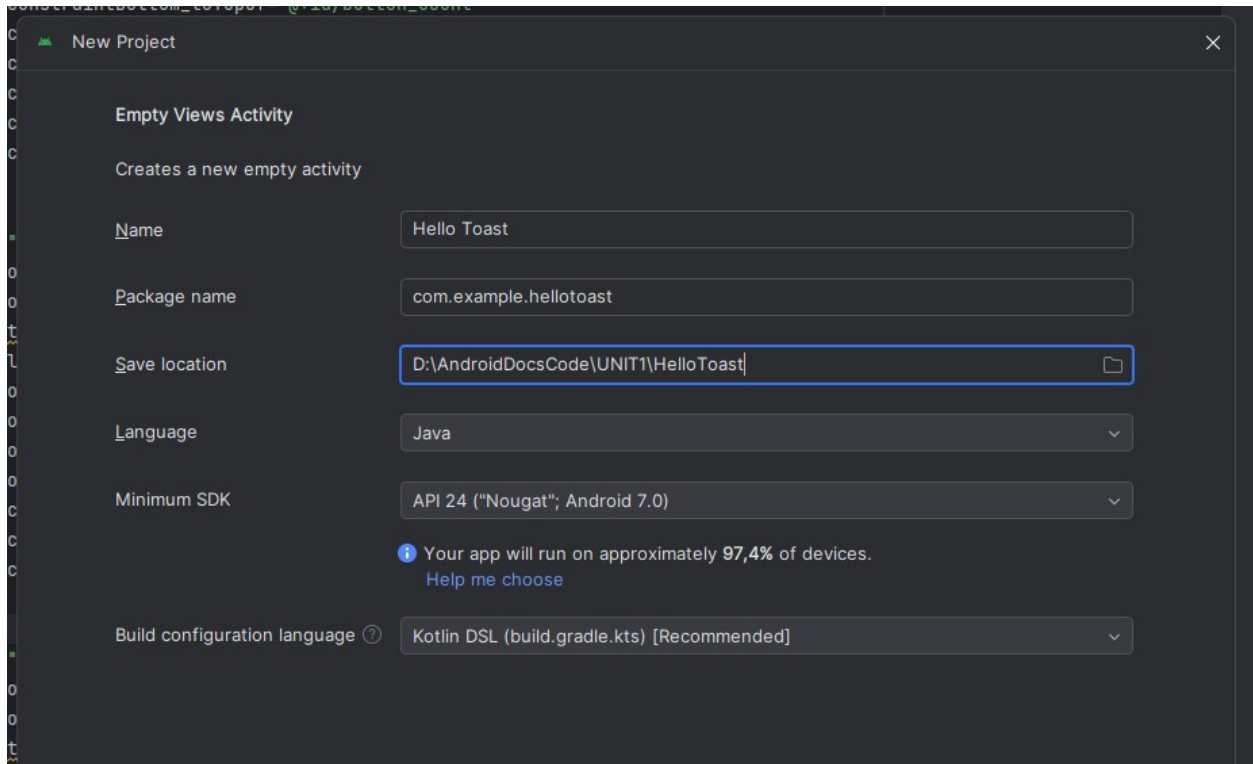 New Project
Empty Views Activity
Creates a new empty activity
Name
Hello Toast
Package name
com.example.hellotoast
Save location
D:\AndroidDocsCode\UNIT1\HelloToast
Language
Java
Minimum SDK
API 24 ("Nougat"; Android 7.0)
Your app will run on approximately 97,4% of devices.
Help me choose
Build configuration language
Kotlin DSL (build.gradle.kts) [Recommended]